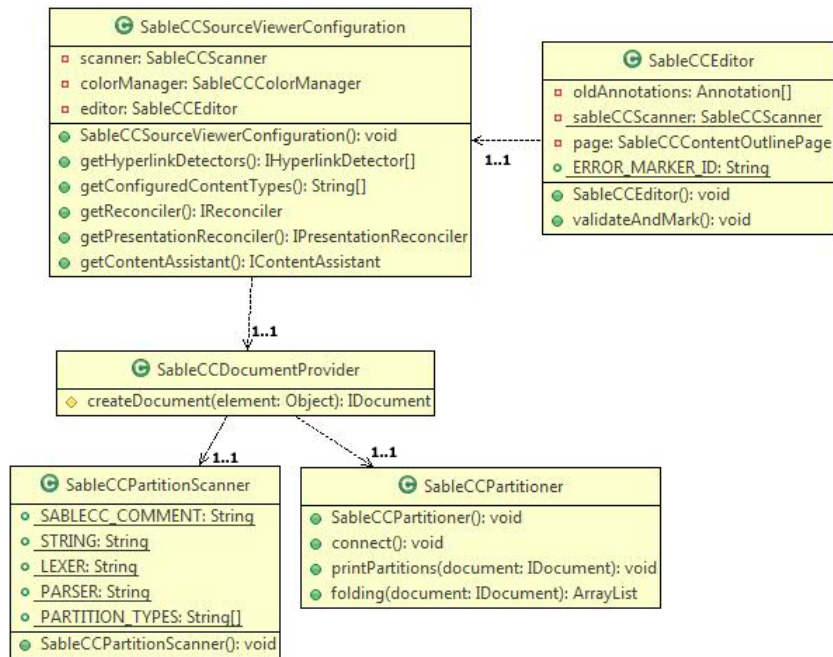 SableCCSourceViewerConfiguration
scanner: SableCCScanner
colorManager: SableCCColorManager
editor: SableCCEditor
SableCCSourceViewerConfiguration(): void
getHyperlinkDetectors(): IHyperlinkDetector[]
getConfiguredContentTypes(): String[]
getReconciler(): IReconciler
getPresentationReconciler(): IPresentationReconciler
getContentAssistant(): IContentAssistant
SableCCEditor
oldAnnotations: Annotation[]
sableCCScanner: SableCCScanner
page: SableCCContentOutlinePage
ERROR_MARKER_ID: String
SableCCEditor(): void
validateAndMark(): void
1..1
1..1
SableCCDocumentProvider
createDocument(element: Object): IDocument
1..1
1..1
SableCCPartitionScanner
SABLECC_COMMENT: String
STRING: String
LEXER: String
PARSER: String
PARTITION_TYPES: String[]
SableCCPartitionScanner(): void
SableCCPartitioner
SableCCPartitioner(): void
connect(): void
printPartitions(document: IDocument): void
folding(document: IDocument): ArrayList